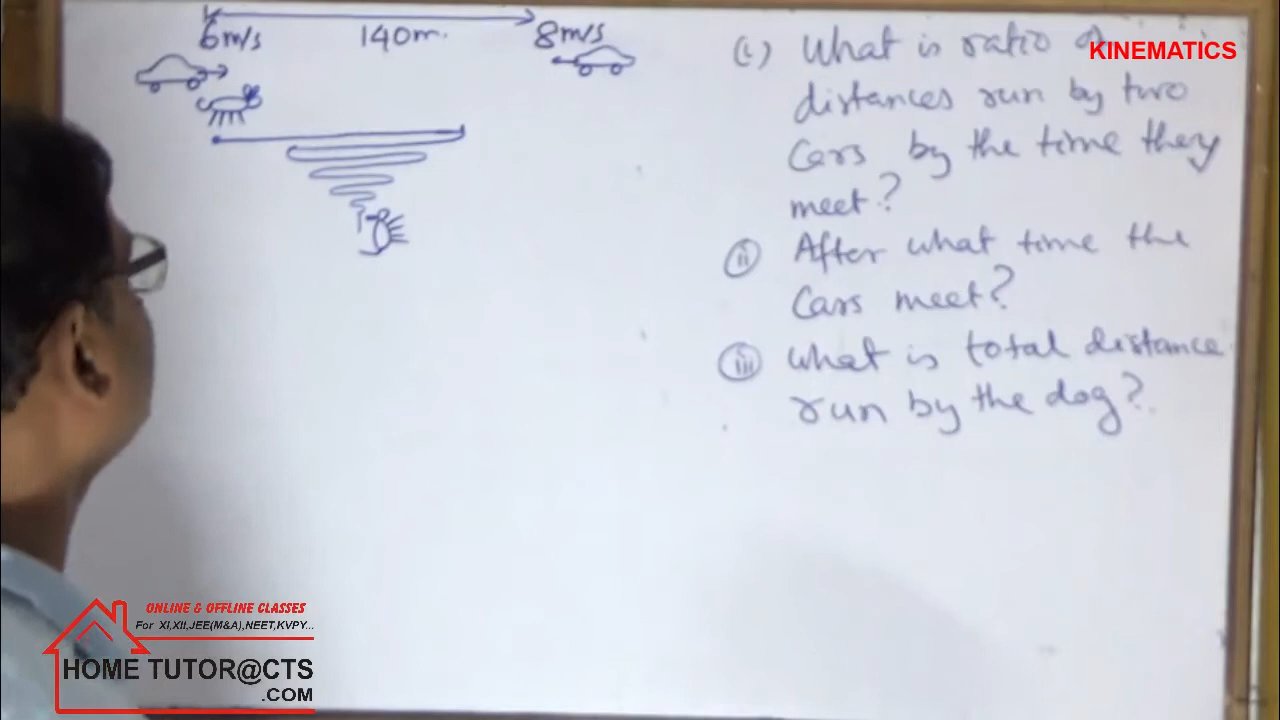 6m/s 140m. 8m/s
(i) What is ratio of
KINEMATICS
distances run by two
Cars by the time they
meet?
(ii) After what time the
Cars meet?
(iii) What is total distance
run by the dog?
ONLINE & OFFLINE CLASSES
For XI,XII,JEE(M&A),NEET,KVPY...
HOME TUTOR@CTS
.COM